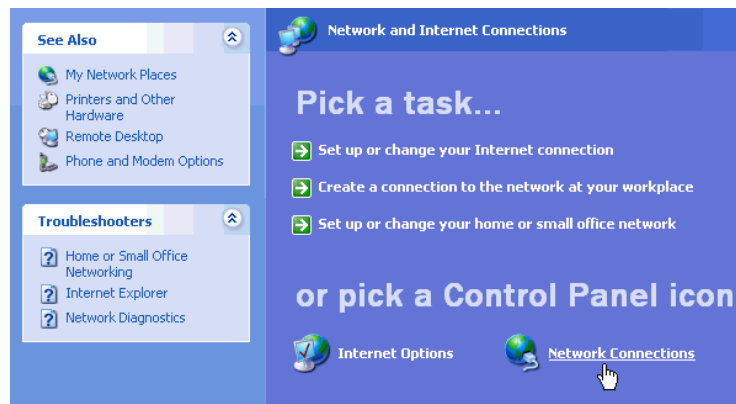 See Also
My Network Places
Printers and Other
Hardware
Remote Desktop
Phone and Modem Options
Troubleshooters
Home or Small Office
Networking
Internet Explorer
Network Diagnostics
Network and Internet Connections
Pick a task...
Set up or change your Internet connection
Create a connection to the network at your workplace
Set up or change your home or small office network
or pick a Control Panel icon
Internet Options
Network Connections